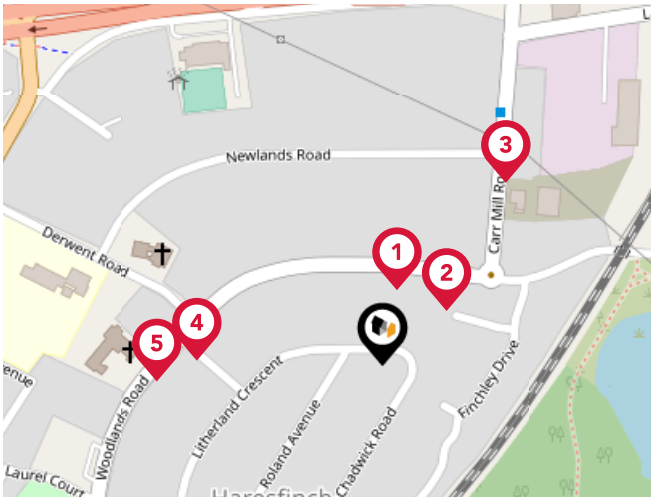 L
Newlands Road
3
Carr Mill Ro
Derwent Road
1
2
4
5
Litherland Crescent
Finchley Drive
Woodlands Road
Roland Avenue
Chadwick Road
enue
Laurel Court
Haresfinch